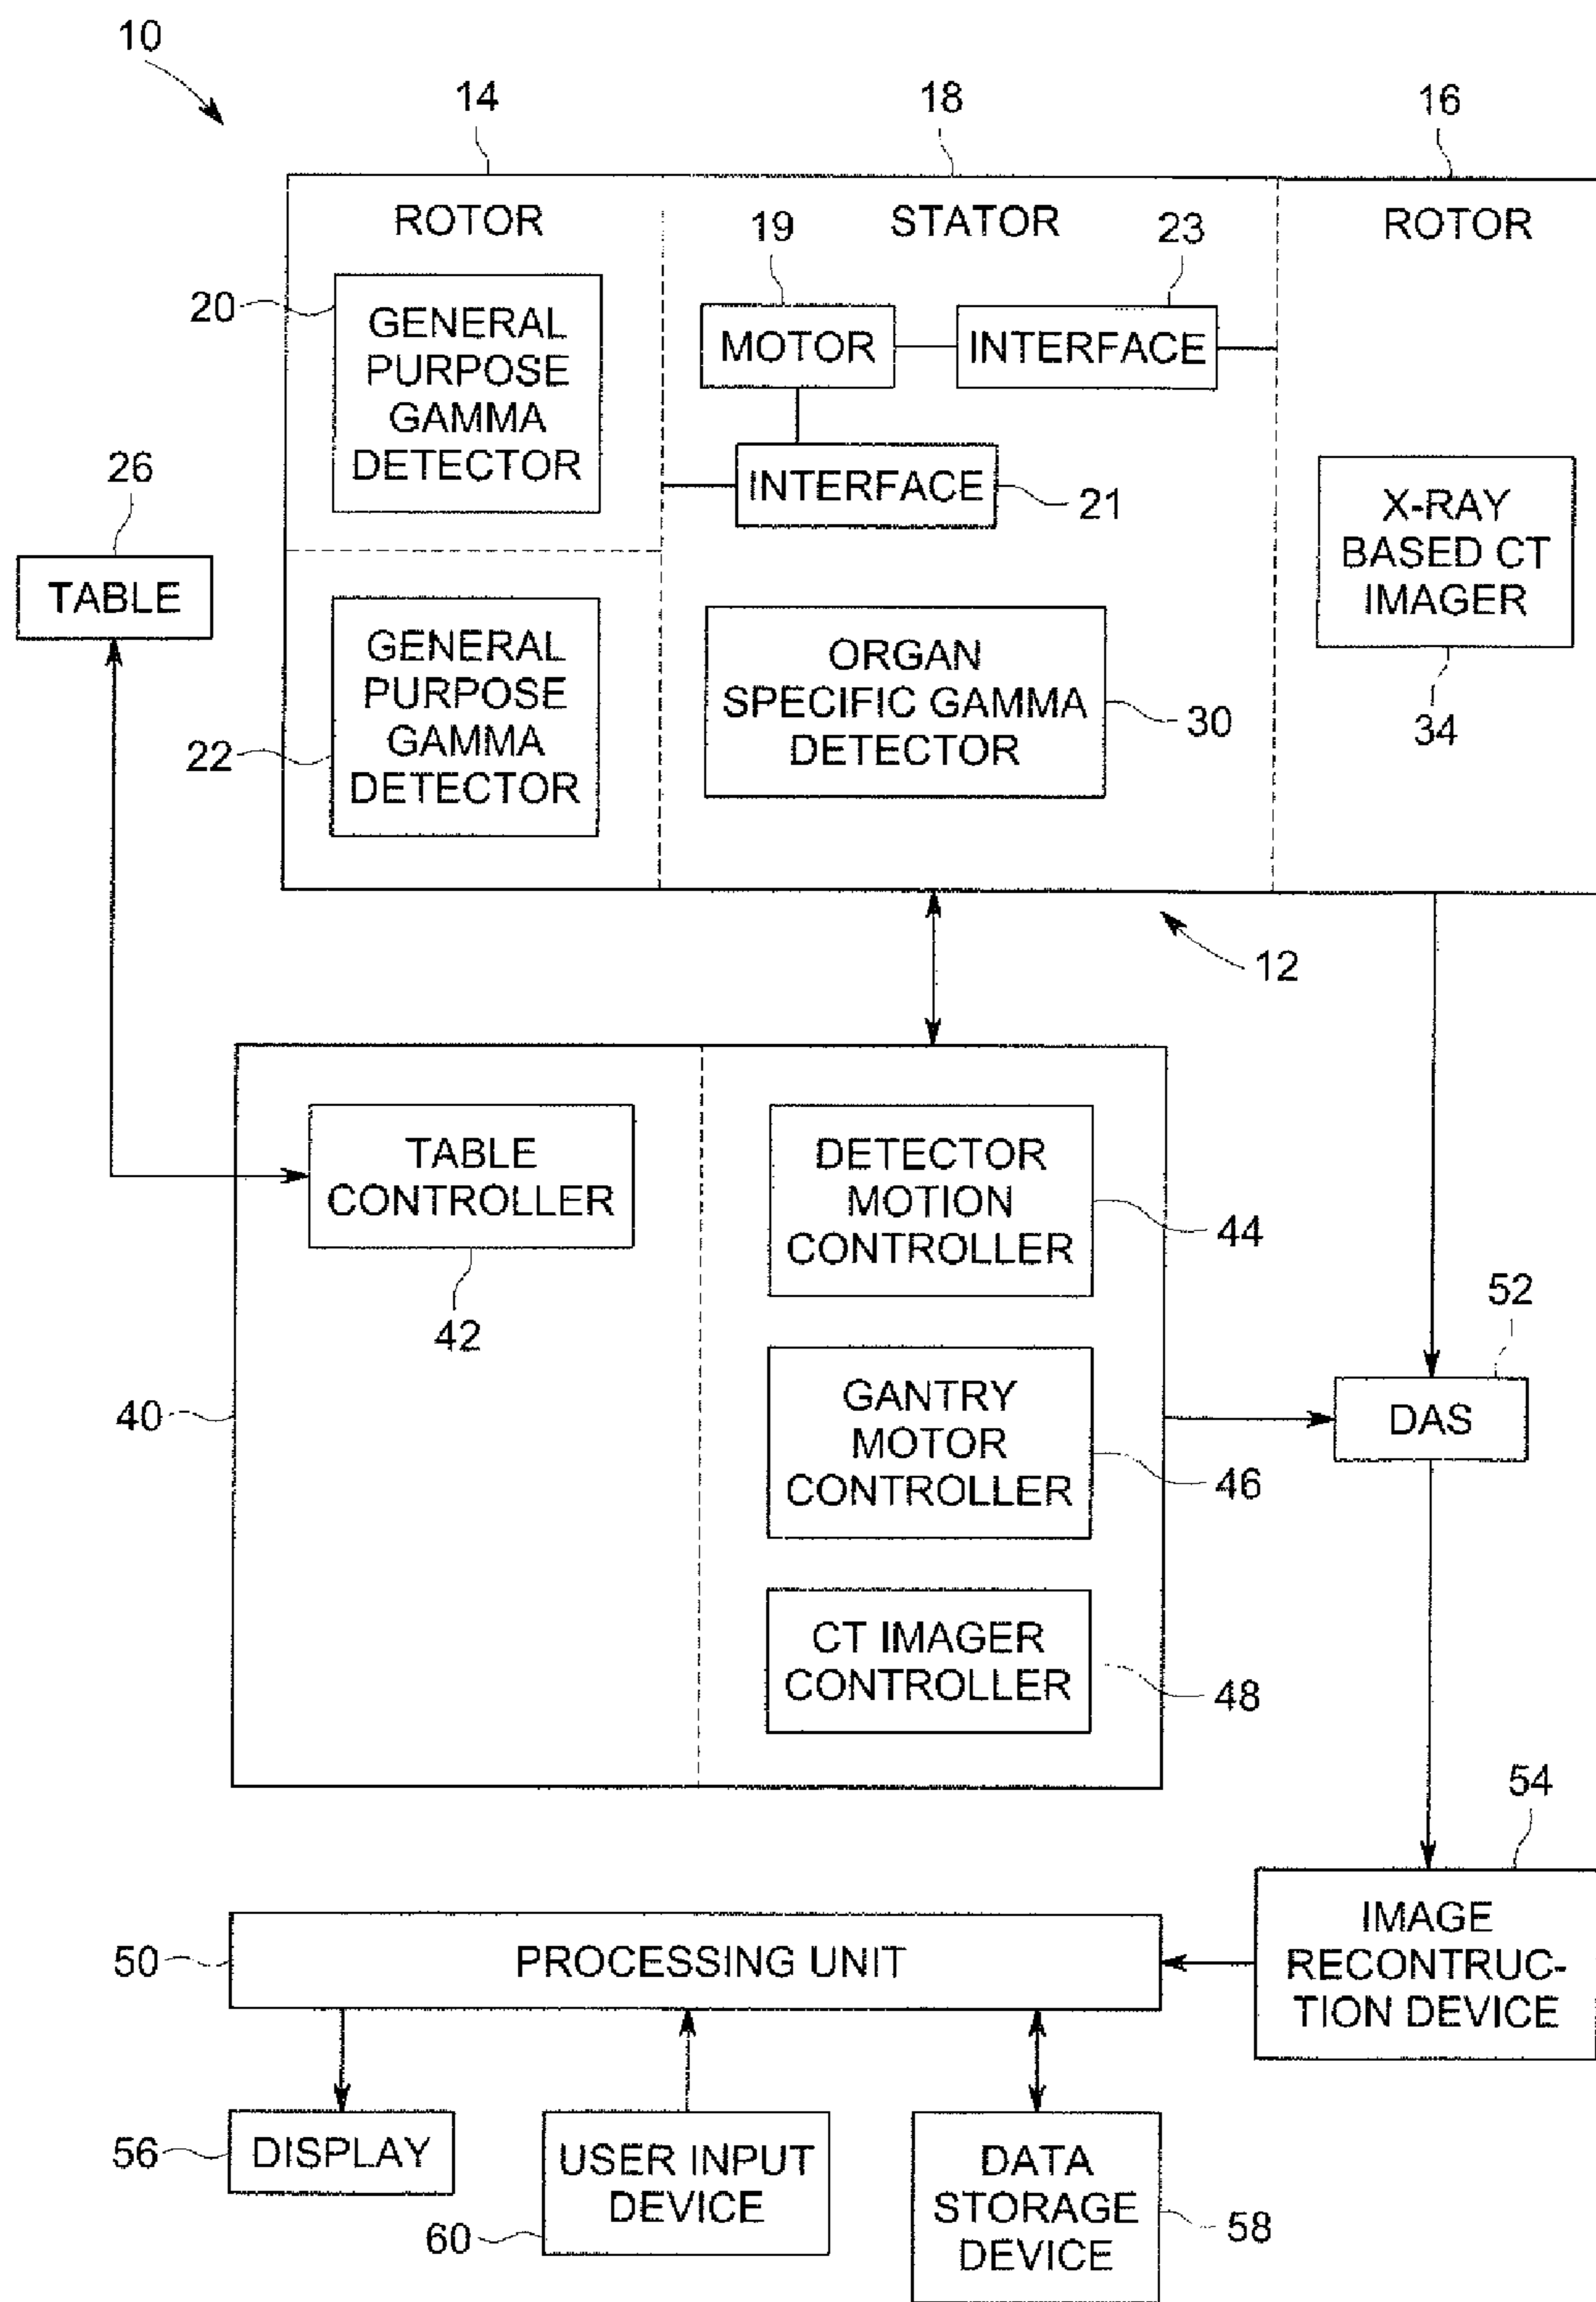 10
14
18
16
ROTOR
STATOR
ROTOR
19
23
20
GENERAL
PURPOSE
GAMMA
DETECTOR
MOTOR
INTERFACE
INTERFACE
21
26
TABLE
X-RAY
BASED CT
IMAGER
34
22
GENERAL
PURPOSE
GAMMA
DETECTOR
ORGAN
SPECIFIC GAMMA
DETECTOR
30
12
40
TABLE
CONTROLLER
42
DETECTOR
MOTION
CONTROLLER
44
GANTRY
MOTOR
CONTROLLER
46
CT IMAGER
CONTROLLER
48
52
DAS
54
IMAGE
RECONTRUC-
TION DEVICE
50
PROCESSING UNIT
56
DISPLAY
60
USER INPUT
DEVICE
DATA
STORAGE
DEVICE
58